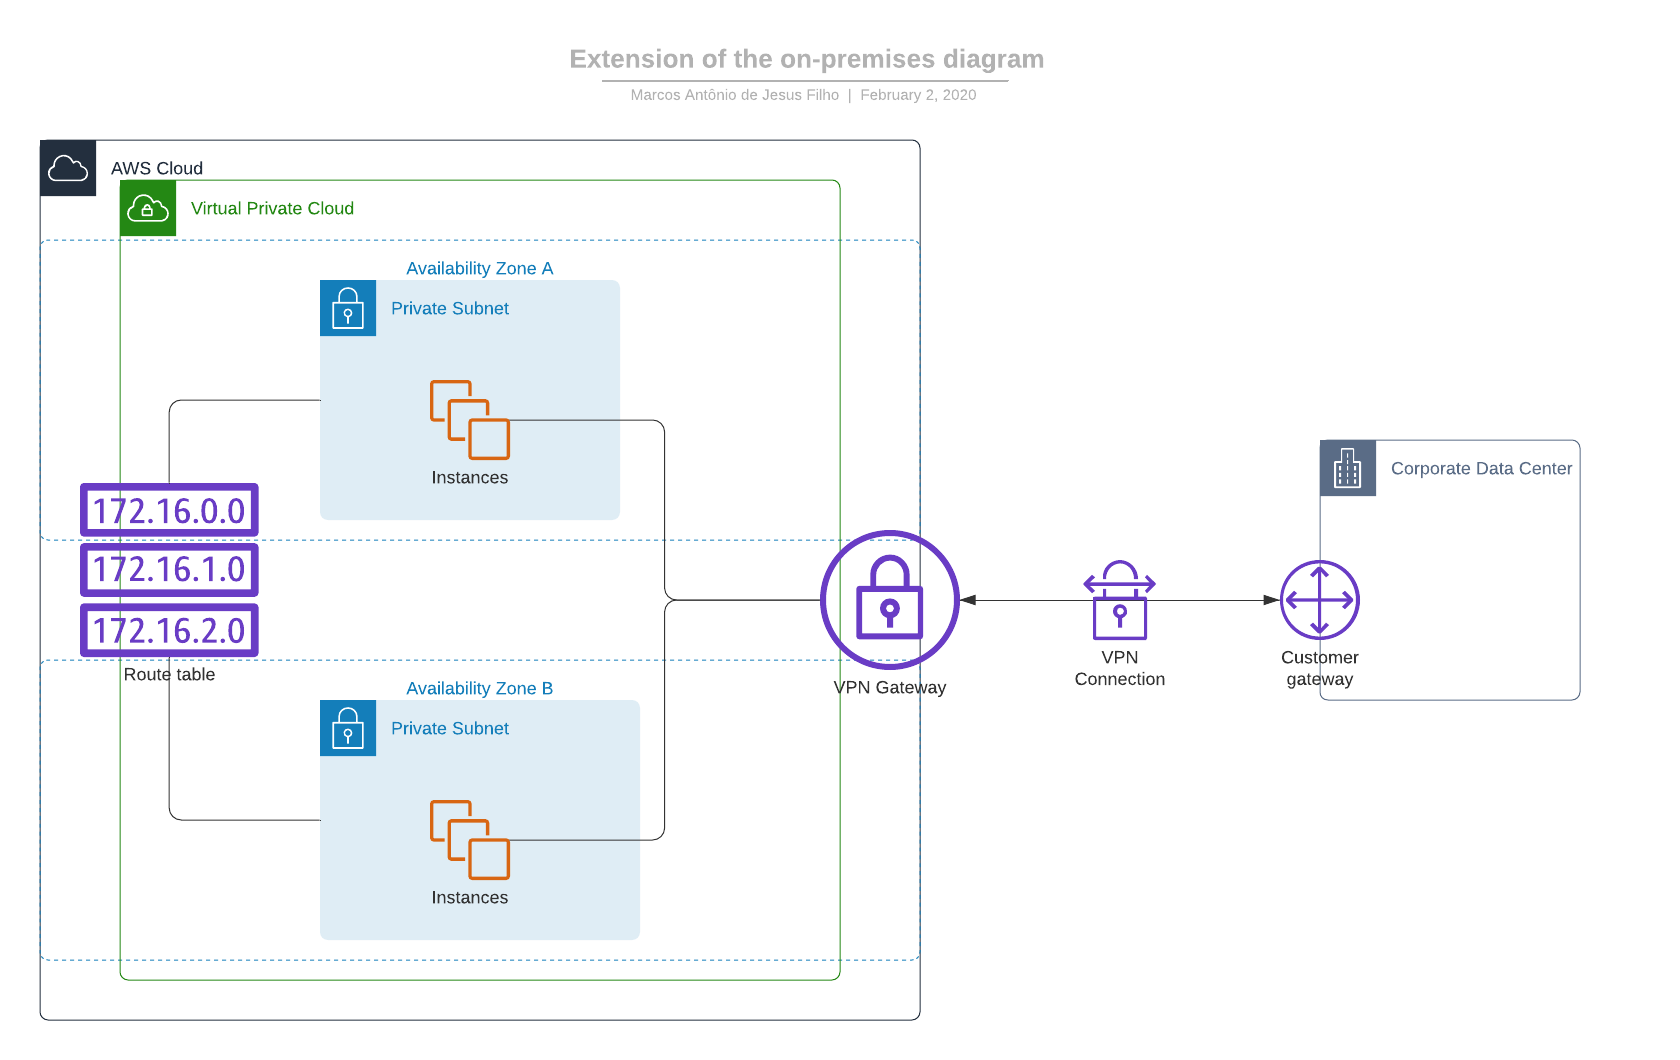 Extension of the on-premises diagram
Marcos Antônio de Jesus Filho | February 2, 2020
AWS Cloud
Virtual Private Cloud
Availability Zone A
Private Subnet
Instances
172.16.0.0
172.16.1.0
172.16.2.0
Route table
Availability Zone B
Private Subnet
Instances
VPN Gateway
VPN
Connection
Customer
gateway
Corporate Data Center